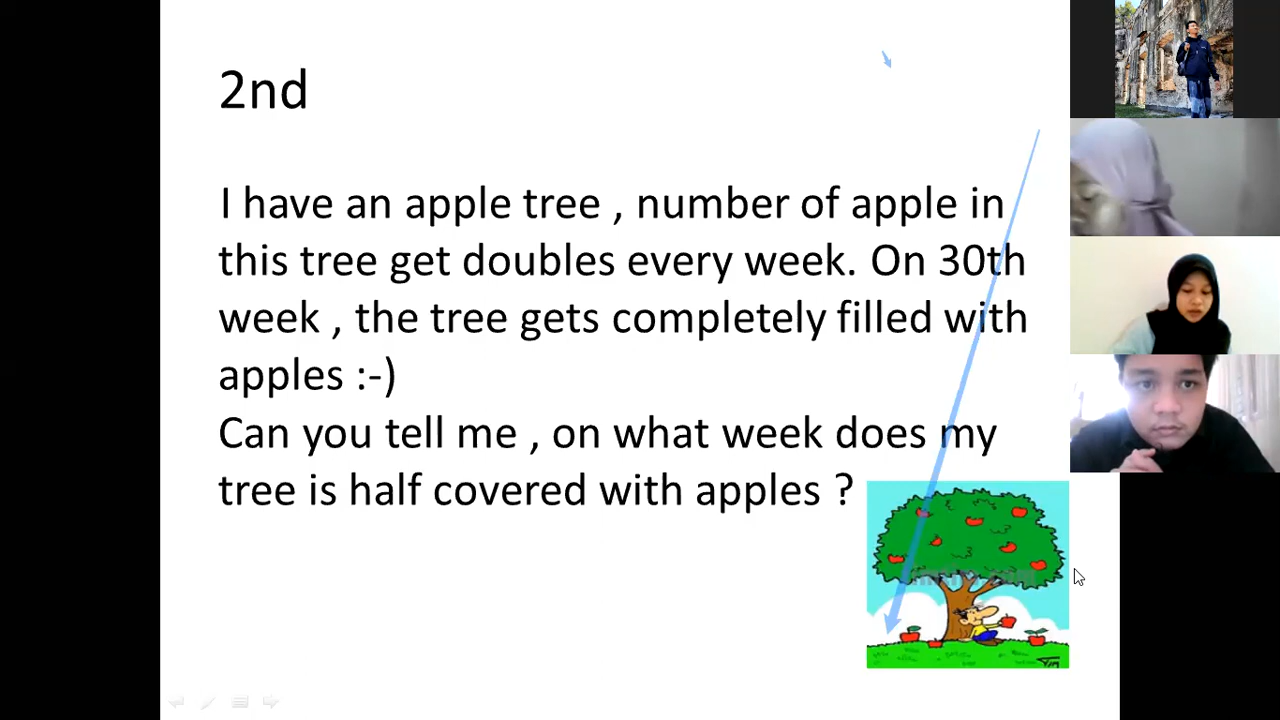 2nd
I have an apple tree , number of apple in
this tree get doubles every week. On 30th
week , the tree gets completely filled with
apples :-)
Can you tell me , on what week does my
tree is half covered with apples ?